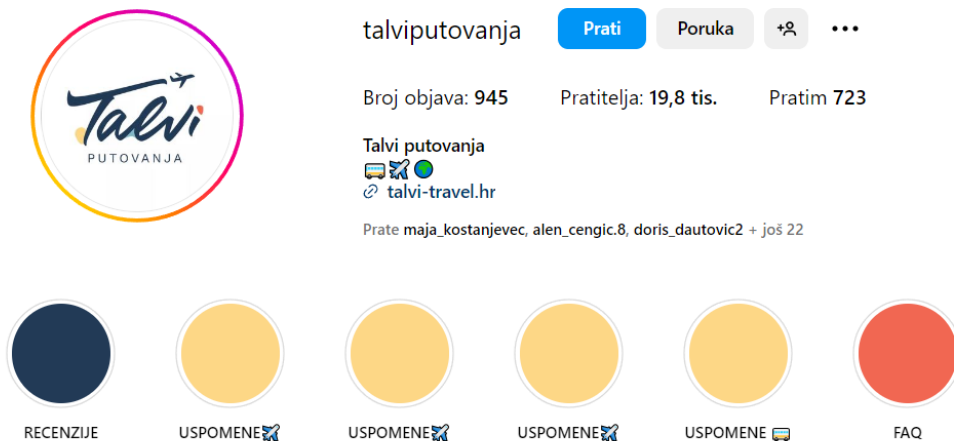 talviputovanja Prati Poruka
Broj objava: 945 Pratitelja: 19,8 tis. Pratim 723
Talvi
PUTOVANJA
Talvi putovanja
🚌✈️🌍
talvi-travel.hr
Prate maja_kostanjevec, alen_cengic.8, doris_dautovic2 + još 22
RECENZIJE USPOMENE✈️ USPOMENE✈️ USPOMENE✈️ USPOMENE 🚌 FAQ